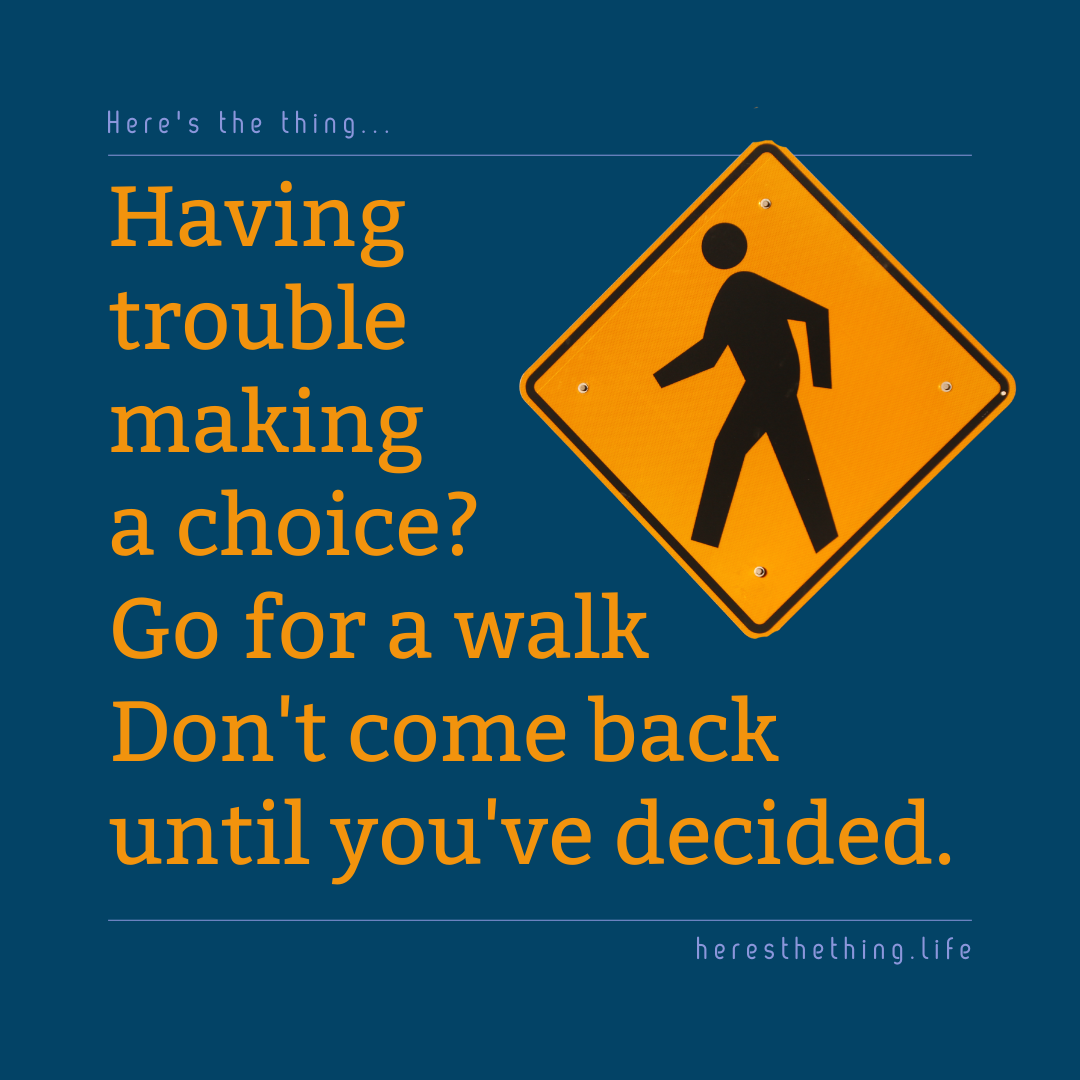 Here's the thing...
Having
trouble
making
a choice?
Go for a walk
Don't come back
until you've decided.
heresthething.life